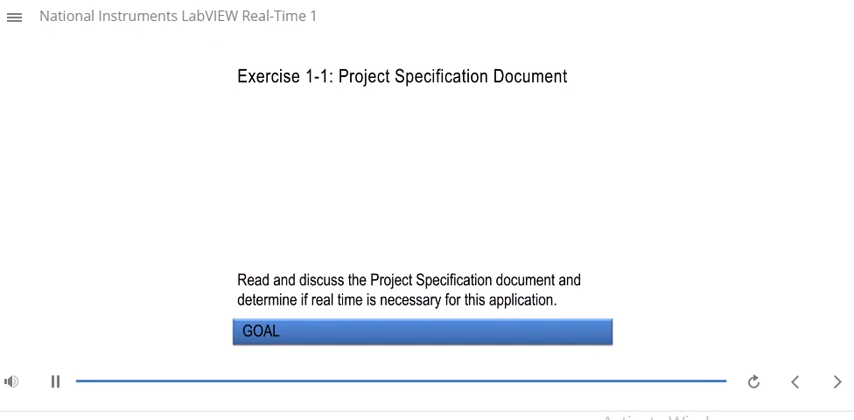 National Instruments LabVIEW Real-Time 1
Exercise 1-1: Project Specification Document
Read and discuss the Project Specification document and
determine if real time is necessary for this application.
GOAL